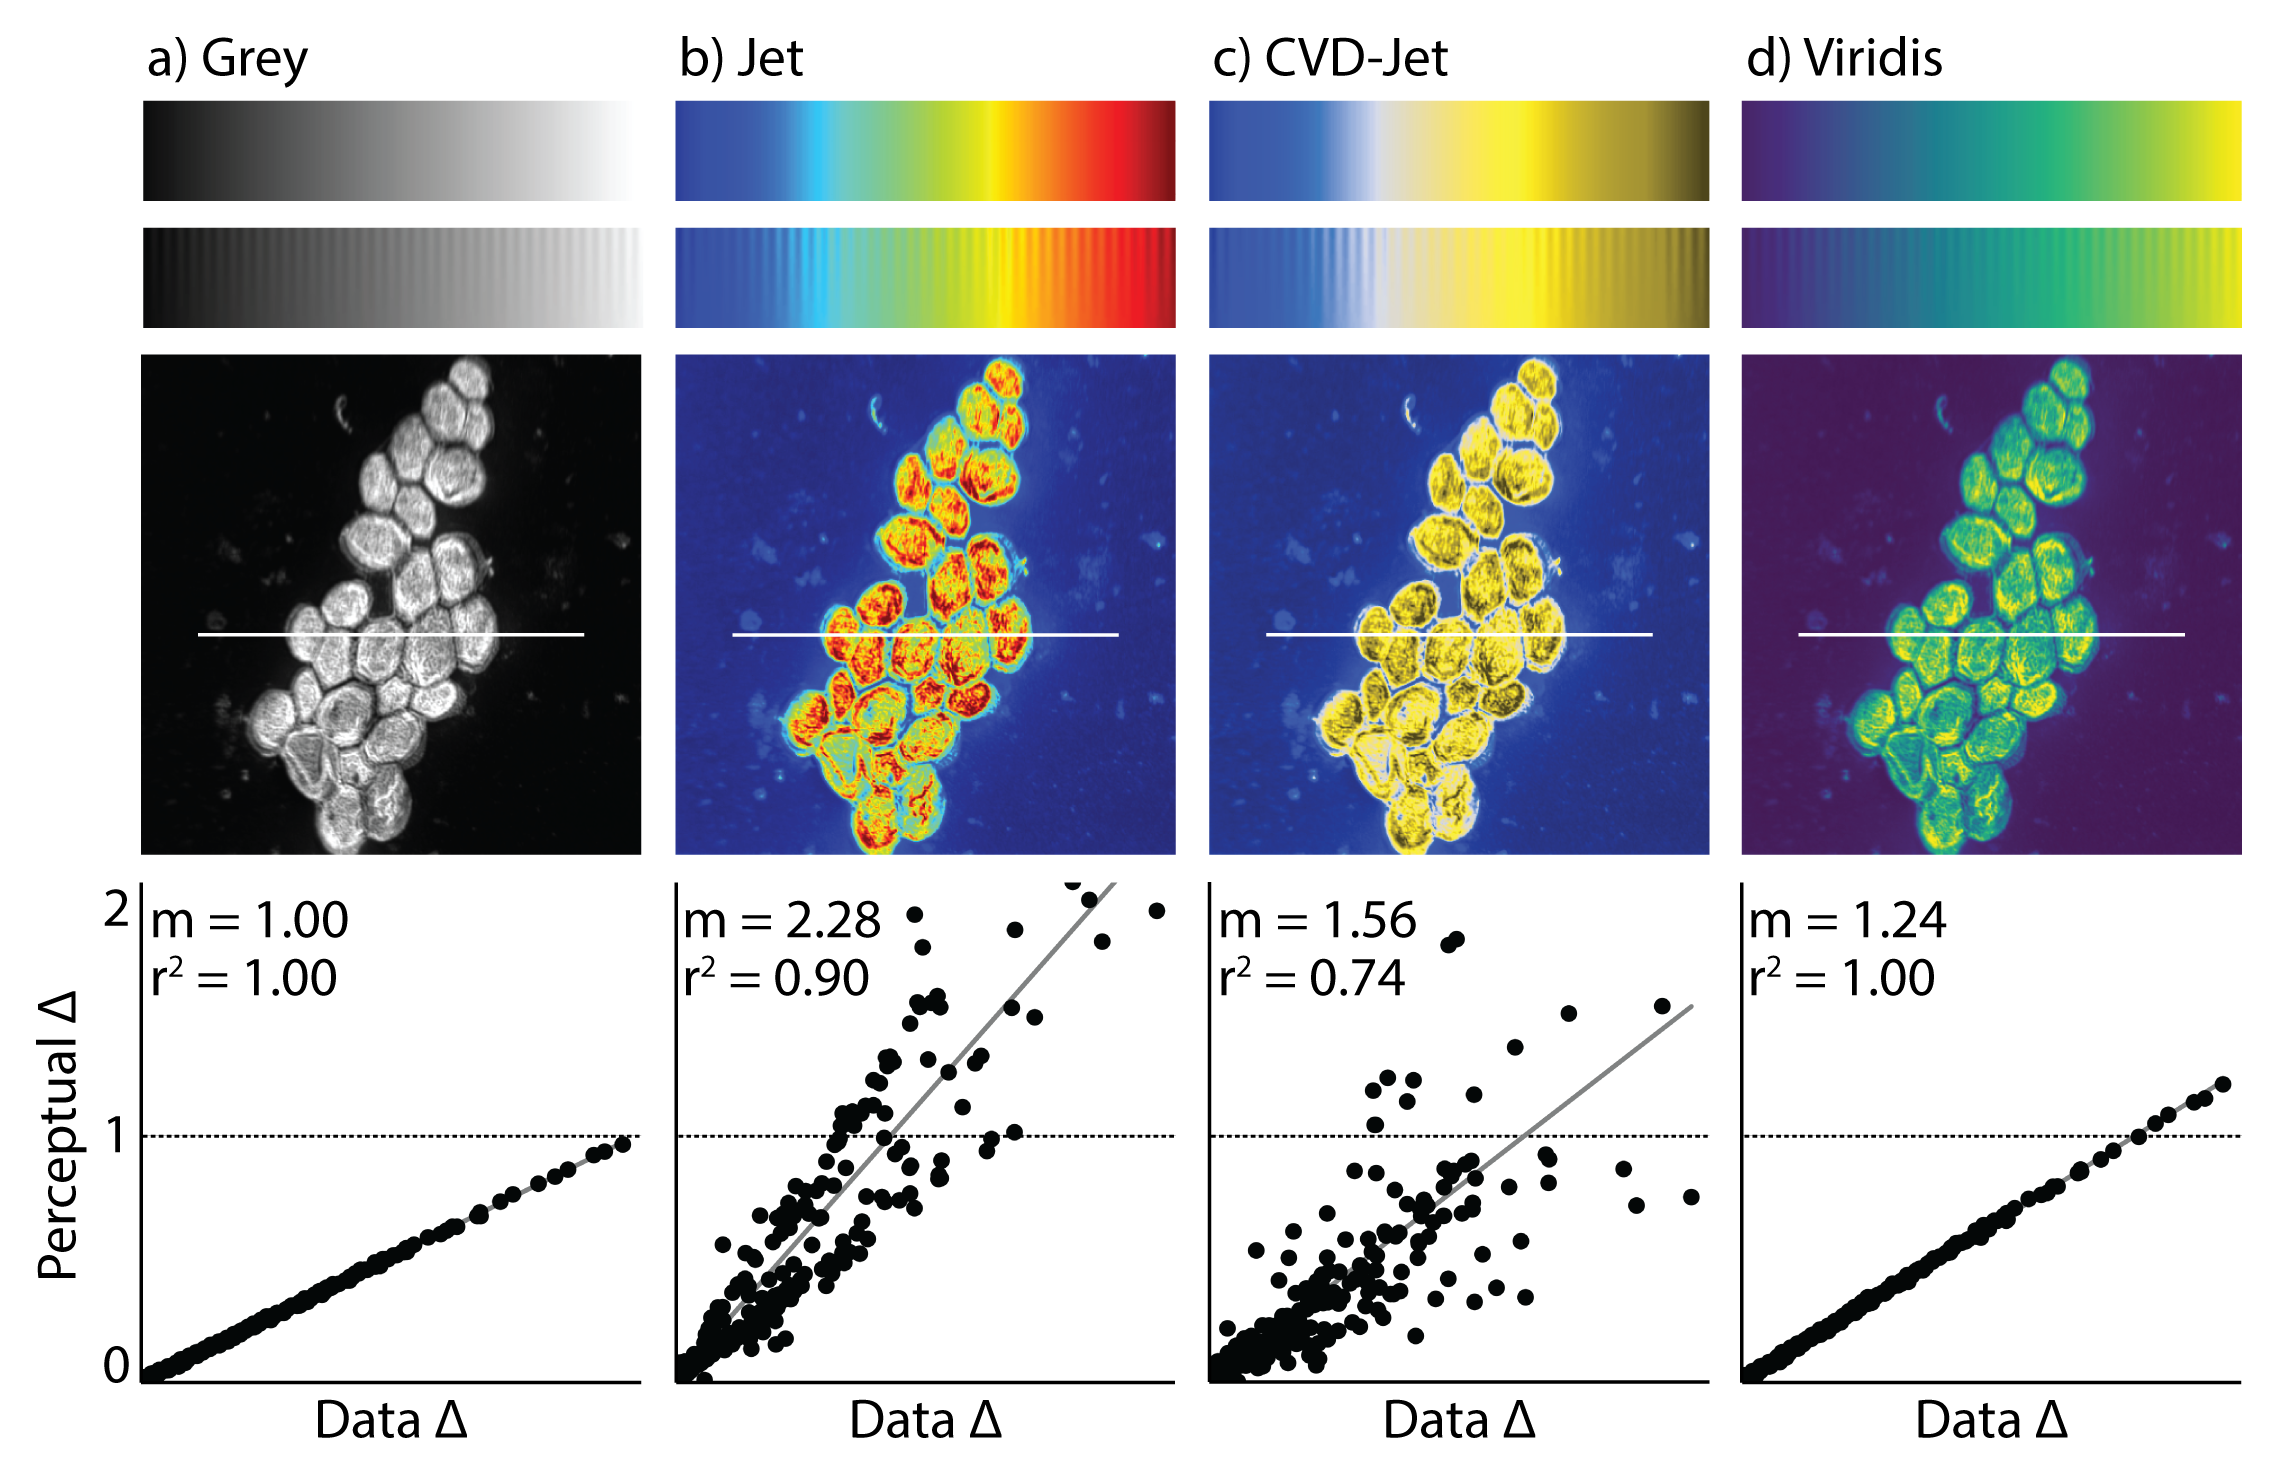 a) Grey
b) Jet
c) CVD-Jet
d) Viridis
2
1
0
Perceptual Δ
m = 1.00
r² = 1.00
m = 2.28
r² = 0.90
m = 1.56
r² = 0.74
m = 1.24
r² = 1.00
Data Δ
Data Δ
Data Δ
Data Δ